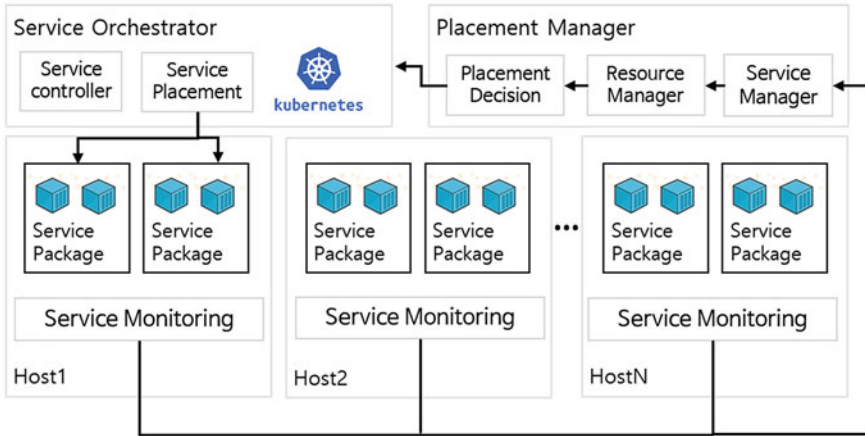 Service Orchestrator
Service
controller
Service
Placement
kubernetes
Placement Manager
Placement
Decision
Resource
Manager
Service
Manager
Service
Package
Service
Package
Service Monitoring
Host1
Service
Package
Service
Package
Service Monitoring
Host2
...
Service
Package
Service
Package
Service Monitoring
HostN